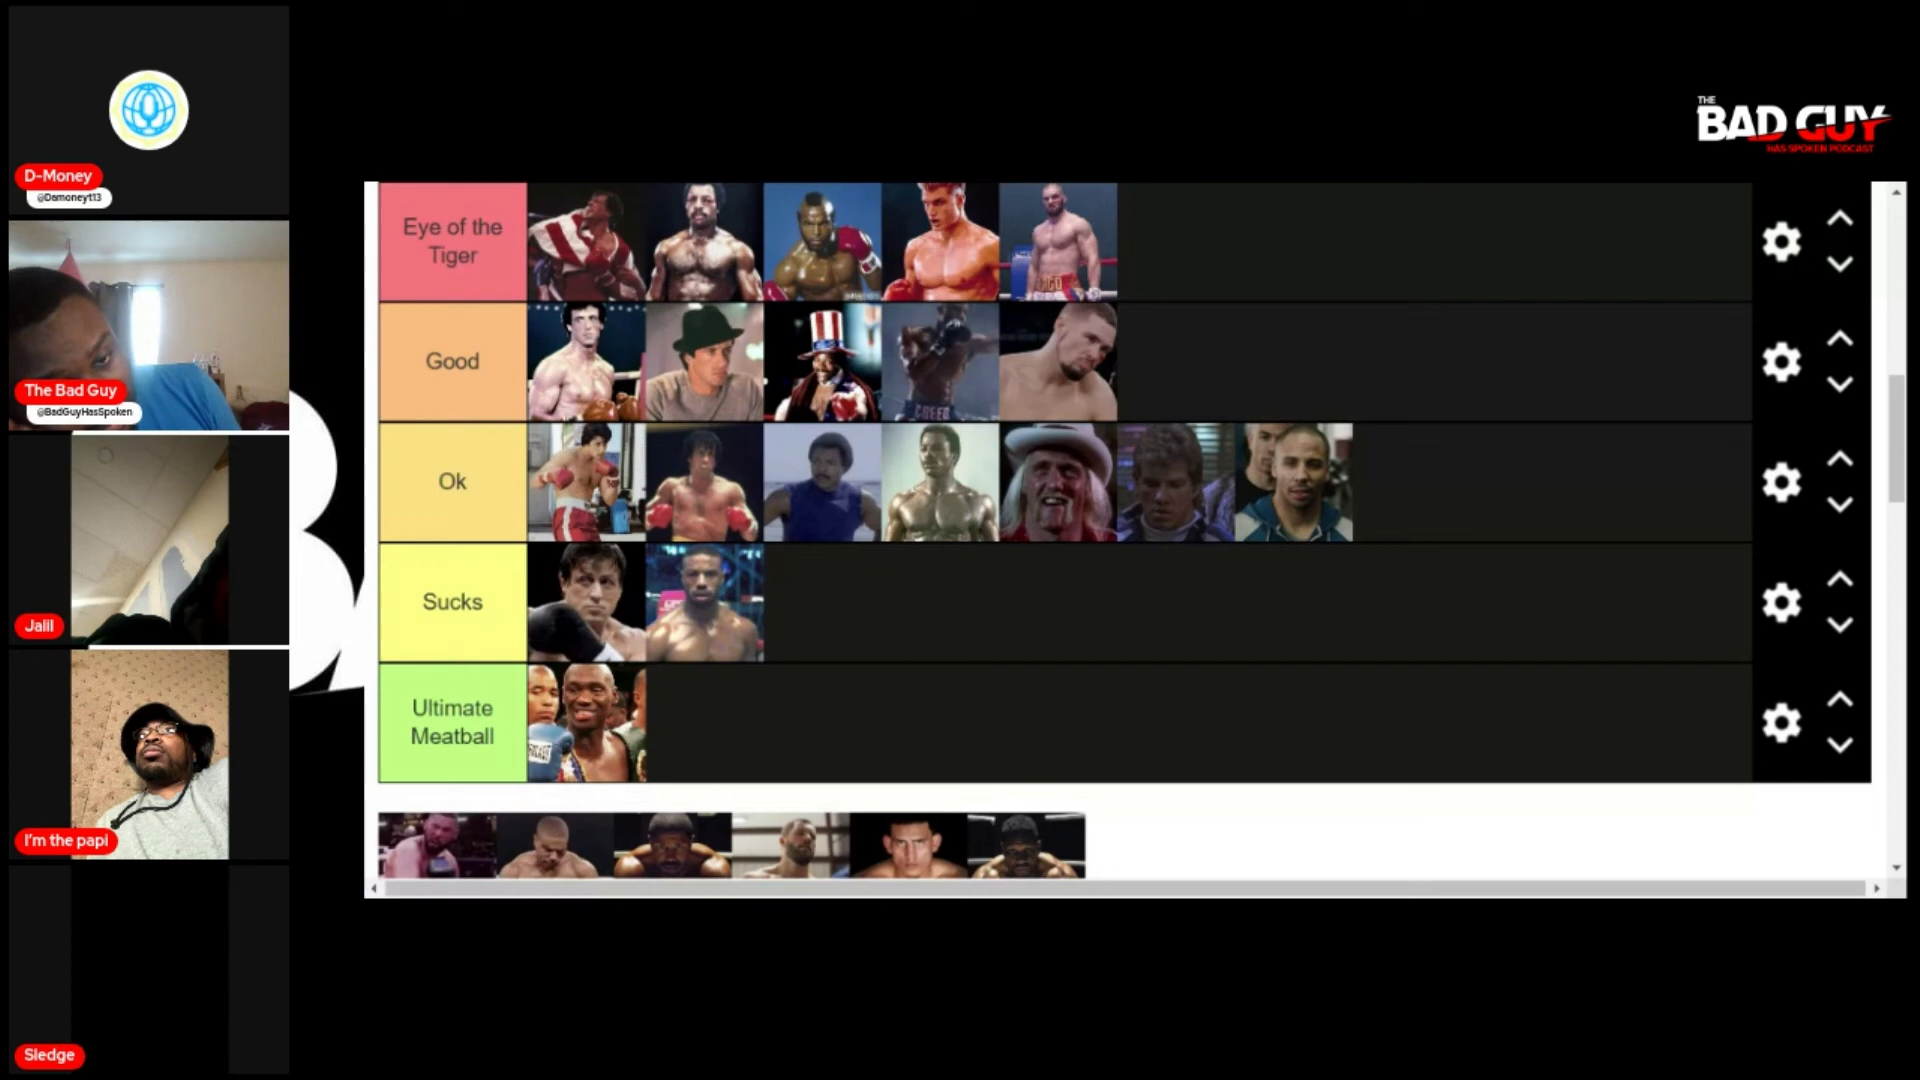 D-Money
@Damoneyt13
The Bad Guy
@BadGuyHasSpoken
Jalil
I'm the papi
Sledge
THE
BAD GUY
HAS SPOKEN PODCAST
Eye of the
Tiger
Good
CREED
Ok
Sucks
Ultimate
Meatball